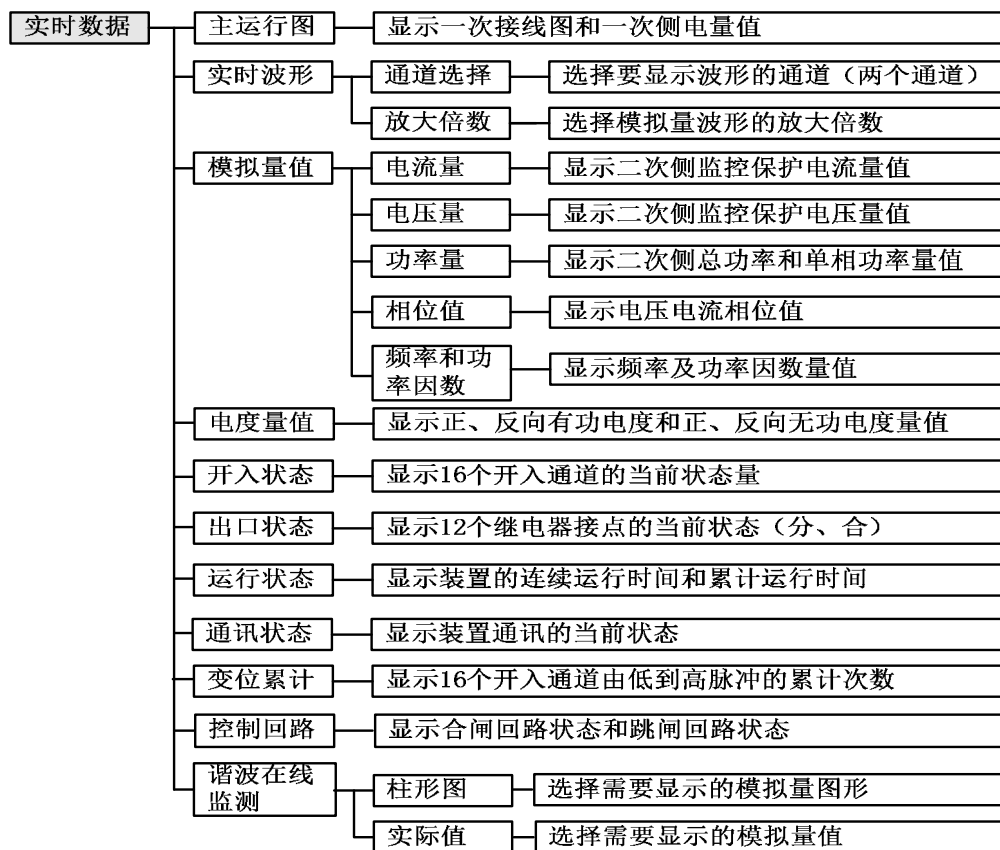 实时数据
主运行图
显示一次接线图和一次侧电量值
实时波形
通道选择
选择要显示波形的通道（两个通道）
放大倍数
选择模拟量波形的放大倍数
模拟量值
电流量
显示二次侧监控保护电流量值
电压量
显示二次侧监控保护电压量值
功率量
显示二次侧总功率和单相功率量值
相位值
显示电压电流相位值
频率和功
率因数
显示频率及功率因数量值
电度量值
显示正、反向有功电度和正、反向无功电度量值
开入状态
显示16个开入通道的当前状态量
出口状态
显示12个继电器接点的当前状态（分、合）
运行状态
显示装置的连续运行时间和累计运行时间
通讯状态
显示装置通讯的当前状态
变位累计
显示16个开入通道由低到高脉冲的累计次数
控制回路
显示合闸回路状态和跳闸回路状态
谐波在线
监测
柱形图
选择需要显示的模拟量图形
实际值
选择需要显示的模拟量值